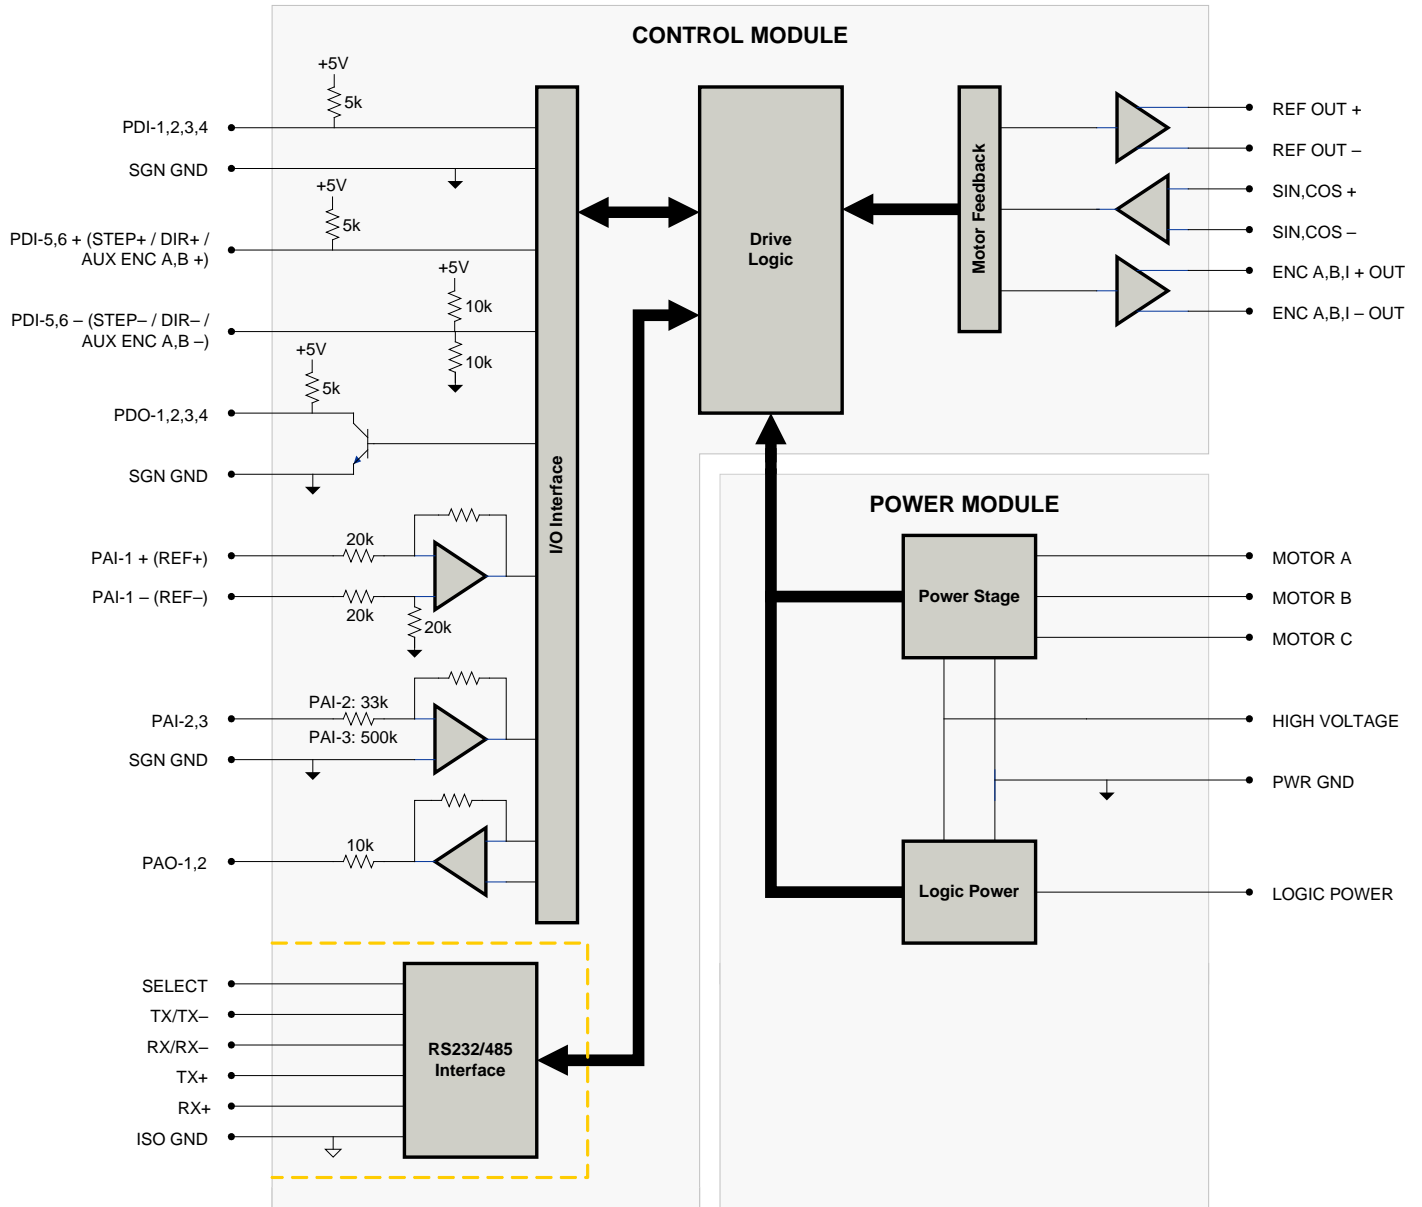 CONTROL MODULE
+5V
5k
PDI-1,2,3,4
SGN GND
+5V
5k
PDI-5,6 + (STEP+ / DIR+ /
AUX ENC A,B +)
+5V
10k
PDI-5,6 – (STEP– / DIR– /
AUX ENC A,B –)
10k
+5V
5k
PDO-1,2,3,4
SGN GND
20k
PAI-1 + (REF+)
PAI-1 – (REF–)
20k
20k
PAI-2: 33k
PAI-2,3
PAI-3: 500k
SGN GND
10k
PAO-1,2
I/O Interface
SELECT
TX/TX–
RX/RX–
TX+
RX+
ISO GND
RS232/485
Interface
Drive
Logic
Motor Feedback
REF OUT +
REF OUT –
SIN,COS +
SIN,COS –
ENC A,B,I + OUT
ENC A,B,I – OUT
POWER MODULE
Power Stage
MOTOR A
MOTOR B
MOTOR C
HIGH VOLTAGE
PWR GND
Logic Power
LOGIC POWER